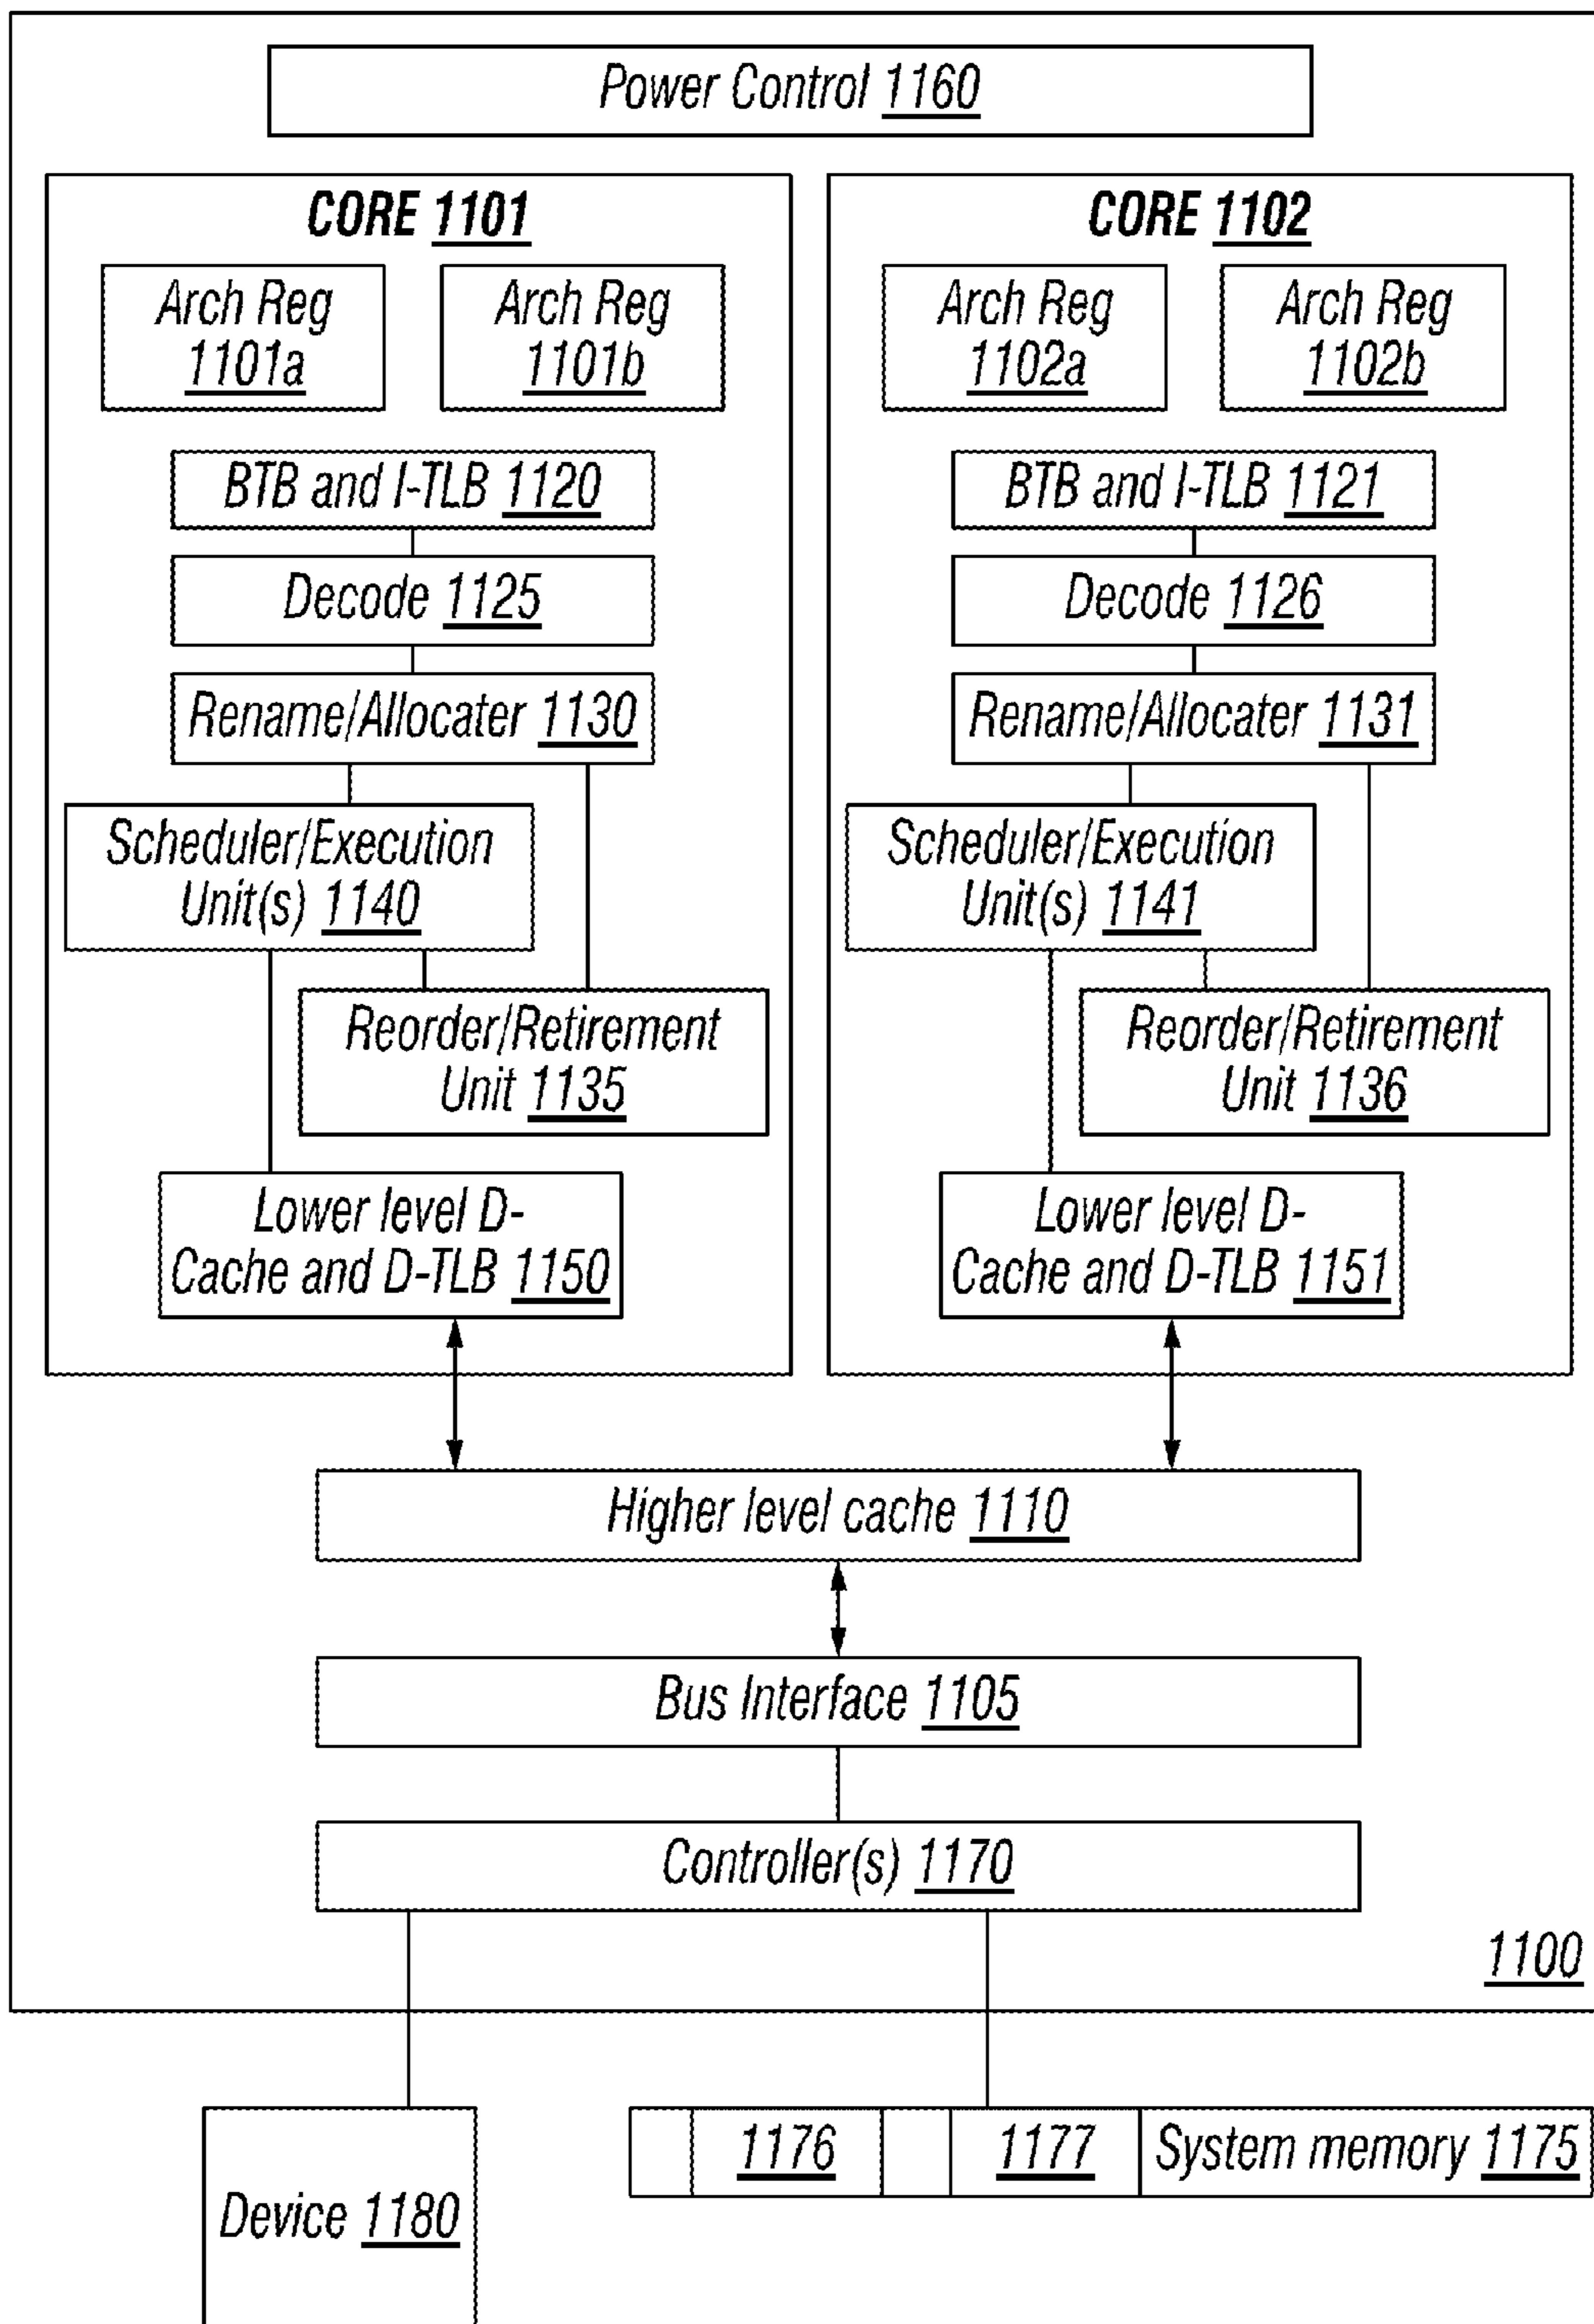 Power Control 1160
CORE 1101
Arch Reg
1101a
Arch Reg
1101b
BTB and I-TLB 1120
Decode 1125
Rename/Allocater 1130
Scheduler/Execution
Unit(s) 1140
Reorder/Retirement
Unit 1135
Lower level D-
Cache and D-TLB 1150
CORE 1102
Arch Reg
1102a
Arch Reg
1102b
BTB and I-TLB 1121
Decode 1126
Rename/Allocater 1131
Scheduler/Execution
Unit(s) 1141
Reorder/Retirement
Unit 1136
Lower level D-
Cache and D-TLB 1151
Higher level cache 1110
Bus Interface 1105
Controller(s) 1170
1100
Device 1180
1176
1177
System memory 1175